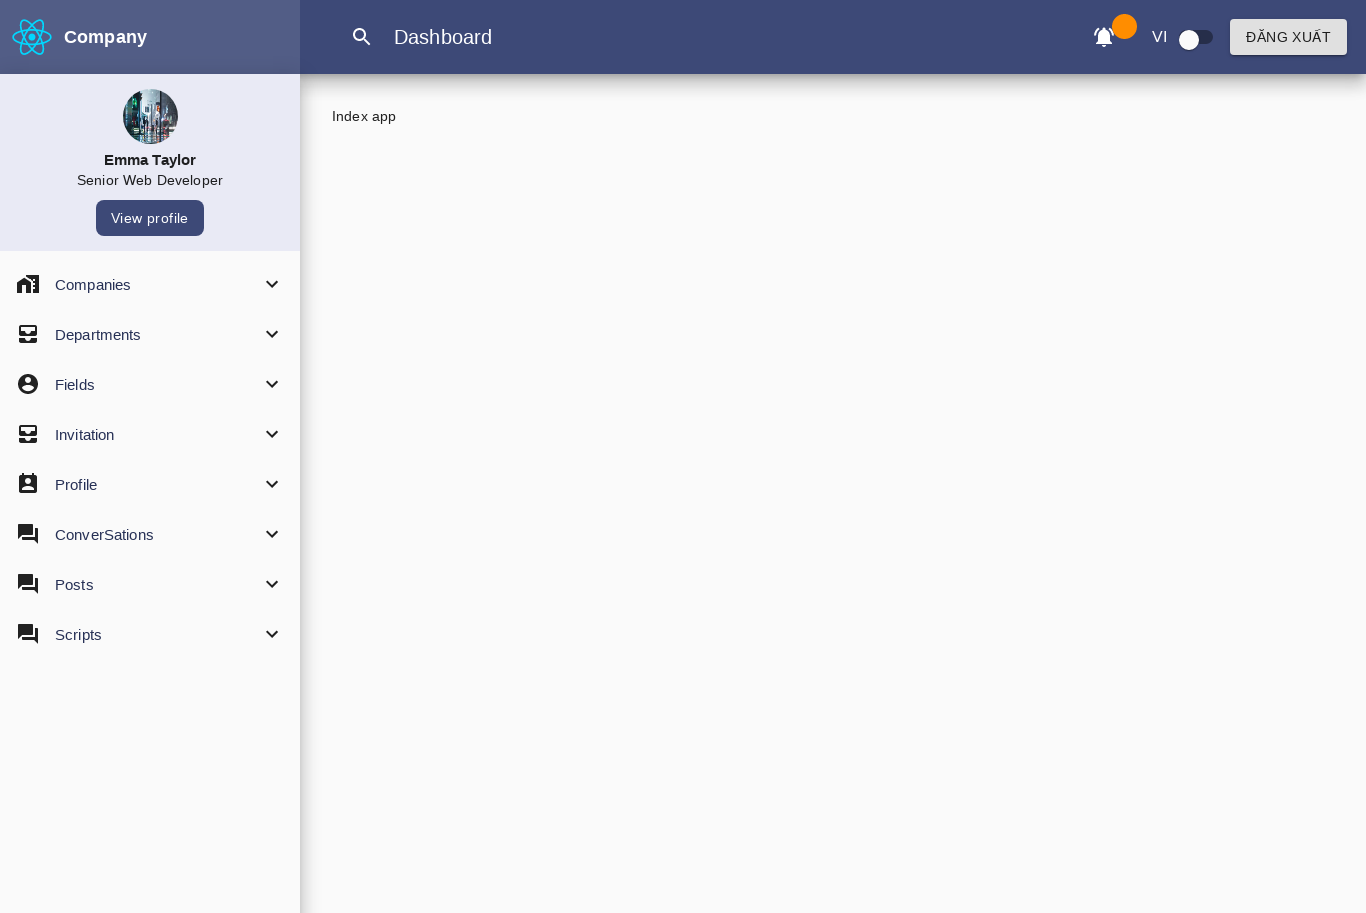 Company
Dashboard
VI
ĐĂNG XUẤT
Emma Taylor
Senior Web Developer
View profile
Index app
Companies
Departments
Fields
Invitation
Profile
ConverSations
Posts
Scripts